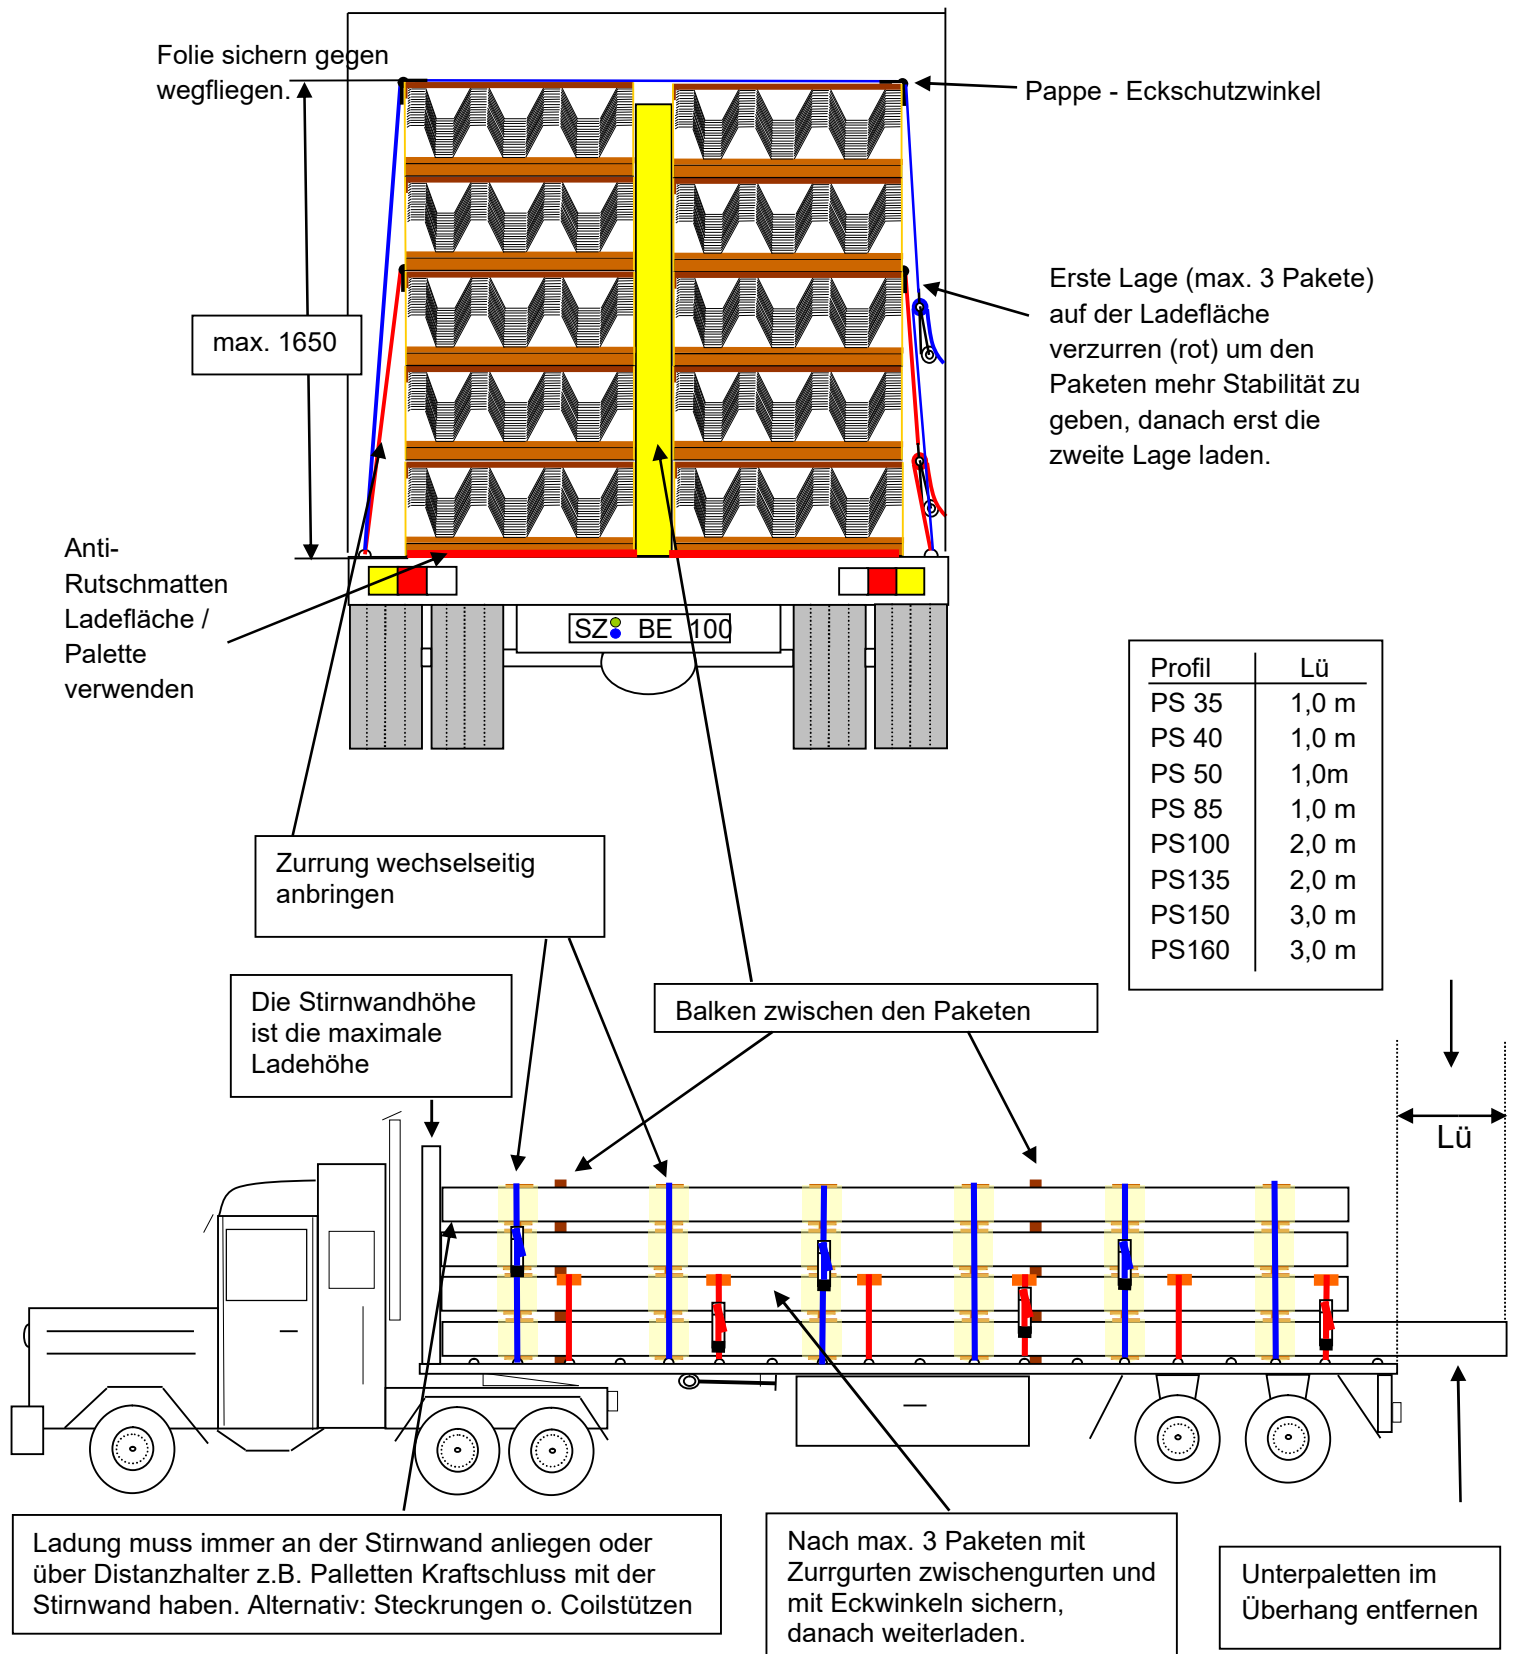 Folie sichern gegen
wegfliegen.
Pappe - Eckschutzwinkel
max. 1650
Erste Lage (max. 3 Pakete)
auf der Ladefläche
verzurren (rot) um den
Paketen mehr Stabilität zu
geben, danach erst die
zweite Lage laden.
Anti-
Rutschmatten
Ladefläche /
Palette
verwenden
SZ BE 100
Profil Lü
PS 35 1,0 m
PS 40 1,0 m
PS 50 1,0m
PS 85 1,0 m
PS100 2,0 m
PS135 2,0 m
PS150 3,0 m
PS160 3,0 m
Zurrung wechselseitig
anbringen
Die Stirnwandhöhe
ist die maximale
Ladehöhe
Balken zwischen den Paketen
Lü
Ladung muss immer an der Stirnwand anliegen oder
über Distanzhalter z.B. Palletten Kraftschluss mit der
Stirnwand haben. Alternativ: Steckrungen o. Coilstützen
Nach max. 3 Paketen mit
Zurrgurten zwischengurten und
mit Eckwinkeln sichern,
danach weiterladen.
Unterpaletten im
Überhang entfernen